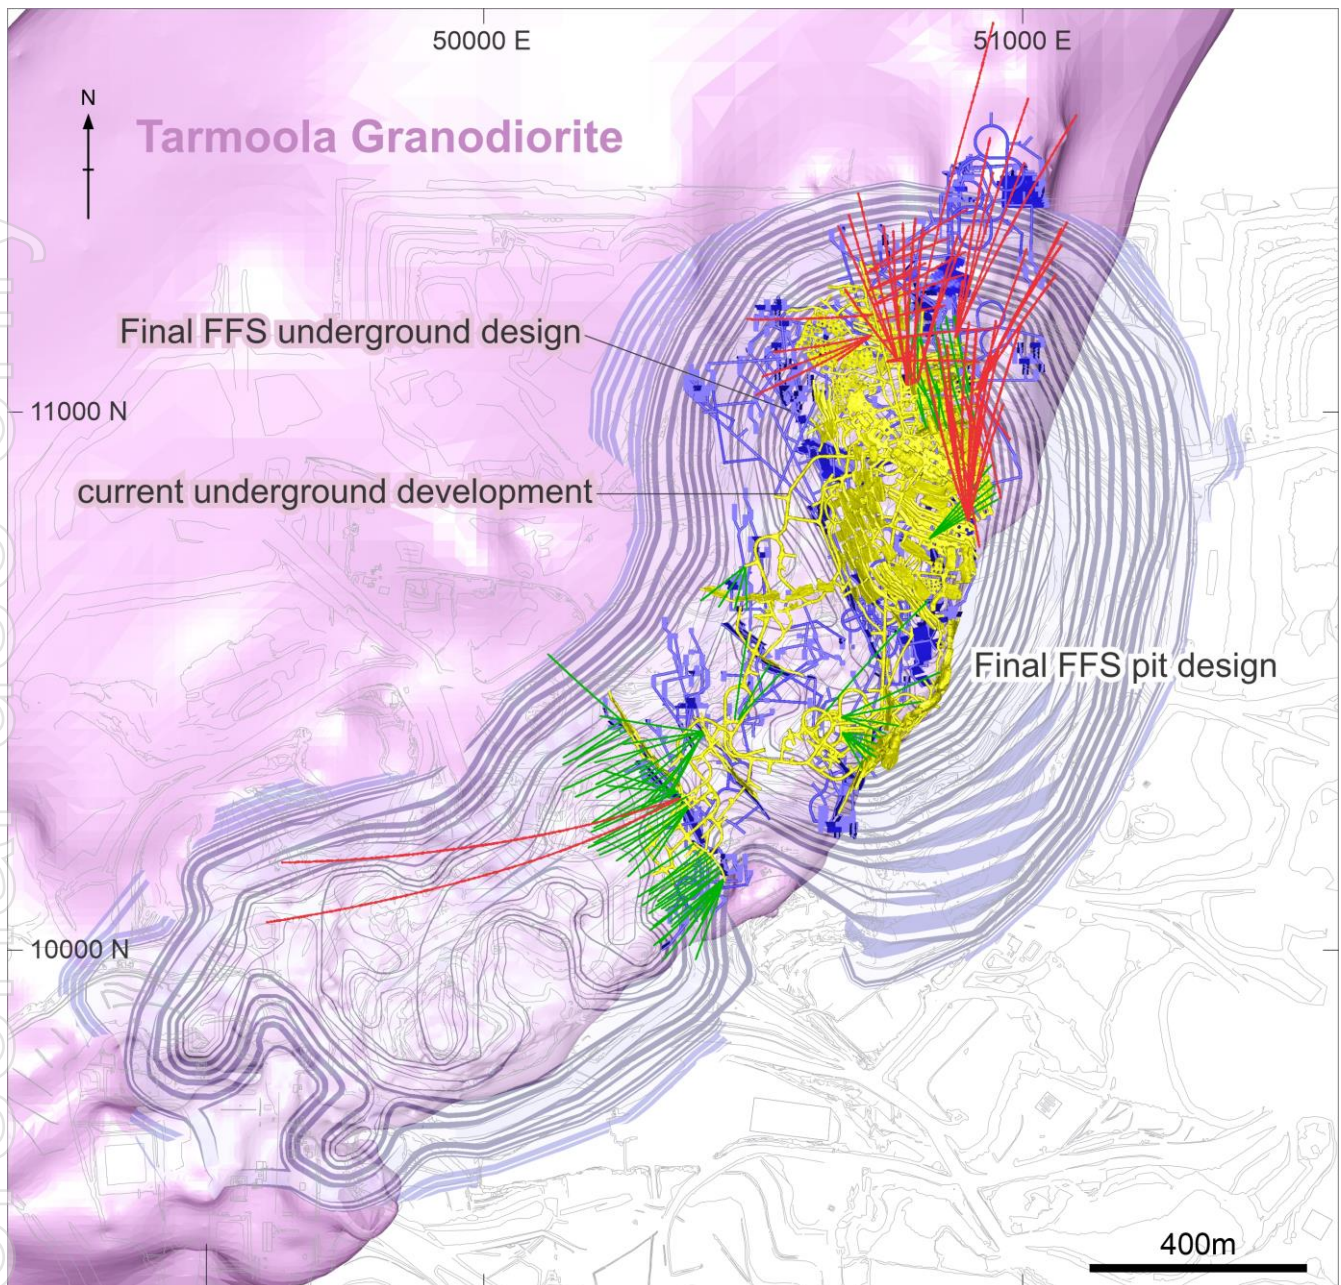 50000 E
51000 E
N
Tarmoola Granodiorite
Final FFS underground design
11000 N
current underground development
Final FFS pit design
10000 N
400m